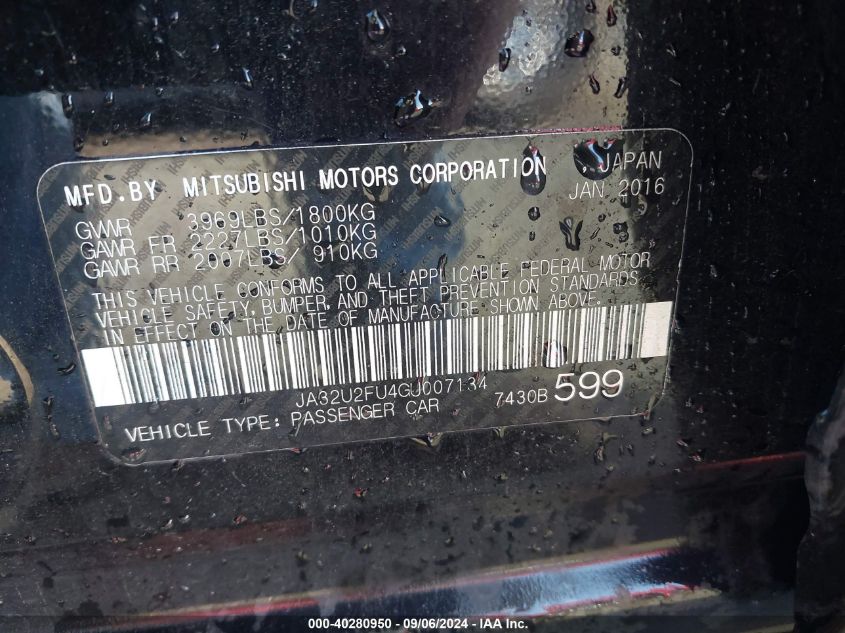 MFD.BY MITSUBISHI MOTORS CORPORATION , JAPAN
JAN 2016
GWWR 3969LBS/1800KG
GAWR FR 2227LBS/1010KG
GAWR RR 2007LBS/ 910KG
THIS VEHICLE CONFORMS TO ALL APPLICABLE FEDERAL MOTOR
VEHICLE SAFETY, BUMPER, AND THEFT PREVENTION STANDARDS
IN EFFECT ON THE DATE OF MANUFACTURE SHOWN ABOVE.
JA32U2FU4GU007134
7430B 599
VEHICLE TYPE: PASSENGER CAR
000-40280950 - 09/06/2024 - IAA Inc.